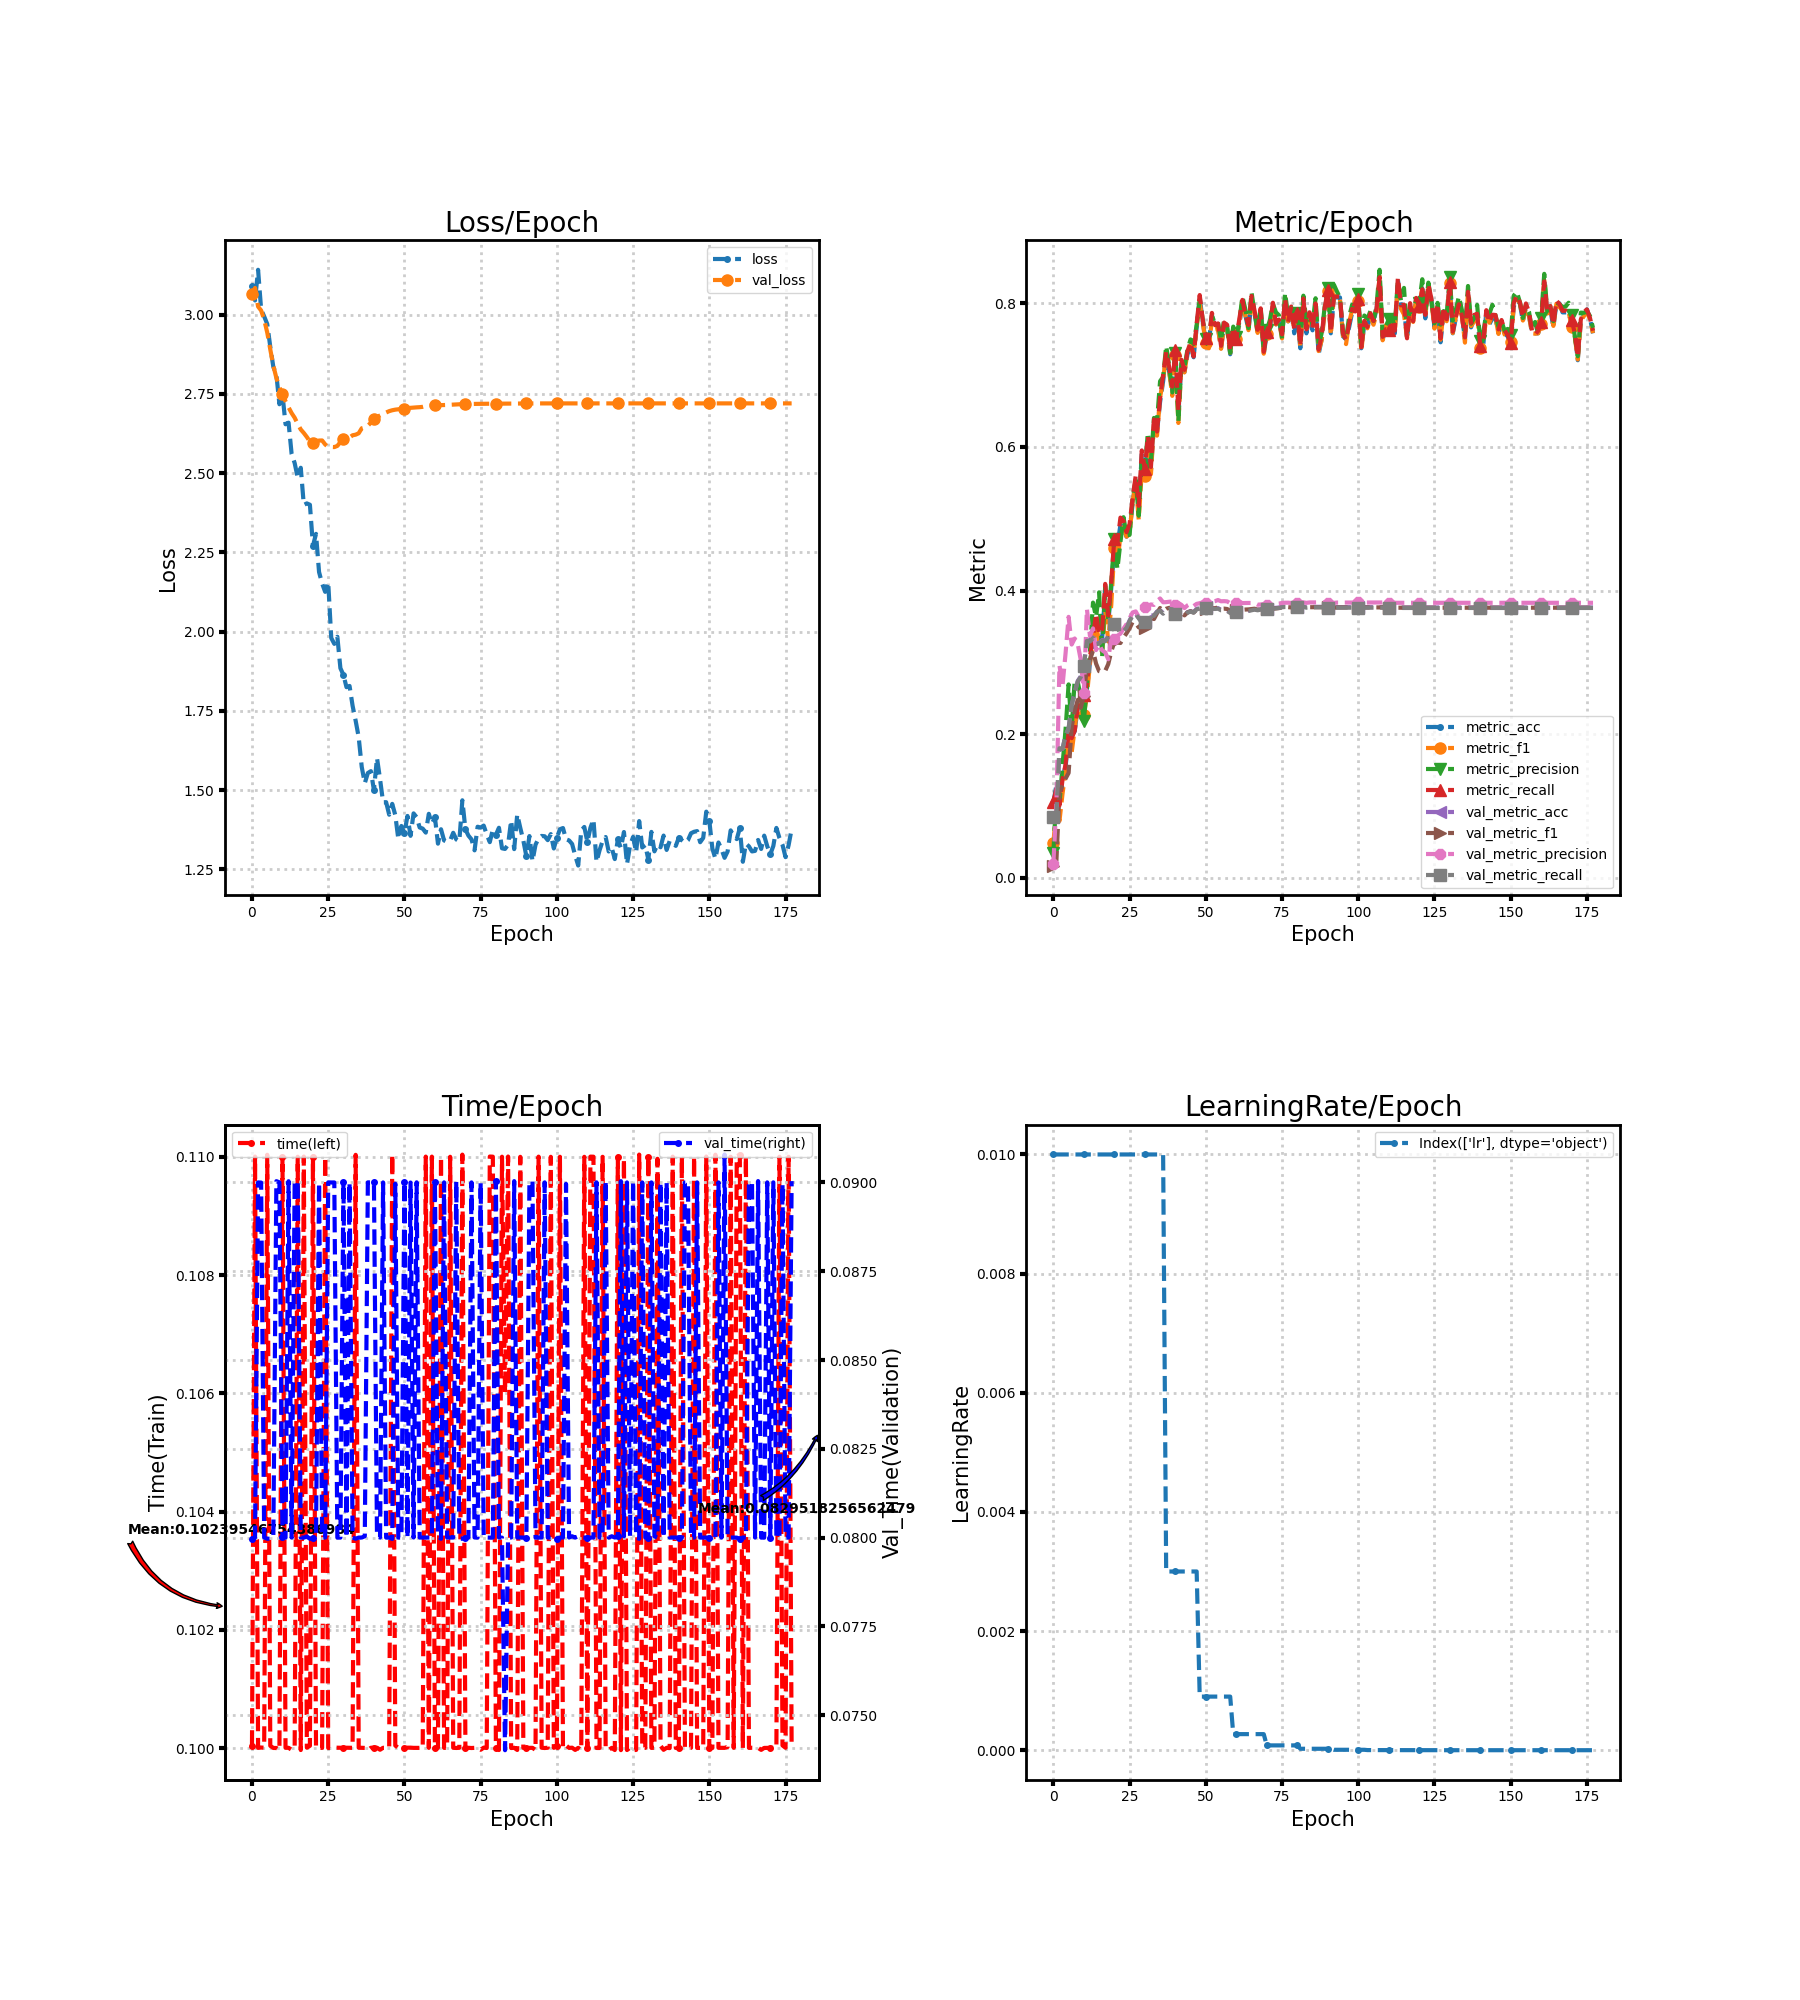 Loss/Epoch
loss
val_loss
3.00
2.75
2.50
2.25
2.00
1.75
1.50
1.25
Loss
0
25
50
75
100
125
150
175
Epoch
Metric/Epoch
0.8
0.6
0.4
0.2
0.0
Metric
metric_acc
metric_f1
metric_precision
metric_recall
val_metric_acc
val_metric_f1
val_metric_precision
val_metric_recall
0
25
50
75
100
125
150
175
Epoch
Time/Epoch
time(left)
val_time(right)
0.110
0.108
0.106
0.104
0.102
0.100
Time(Train)
0.0900
0.0875
0.0850
0.0825
0.0800
0.0775
0.0750
Val_Time(Validation)
0
25
50
75
100
125
150
175
Epoch
LearningRate/Epoch
Index(['lr'], dtype='object')
0.010
0.008
0.006
0.004
0.002
0.000
LearningRate
0
25
50
75
100
125
150
175
Epoch